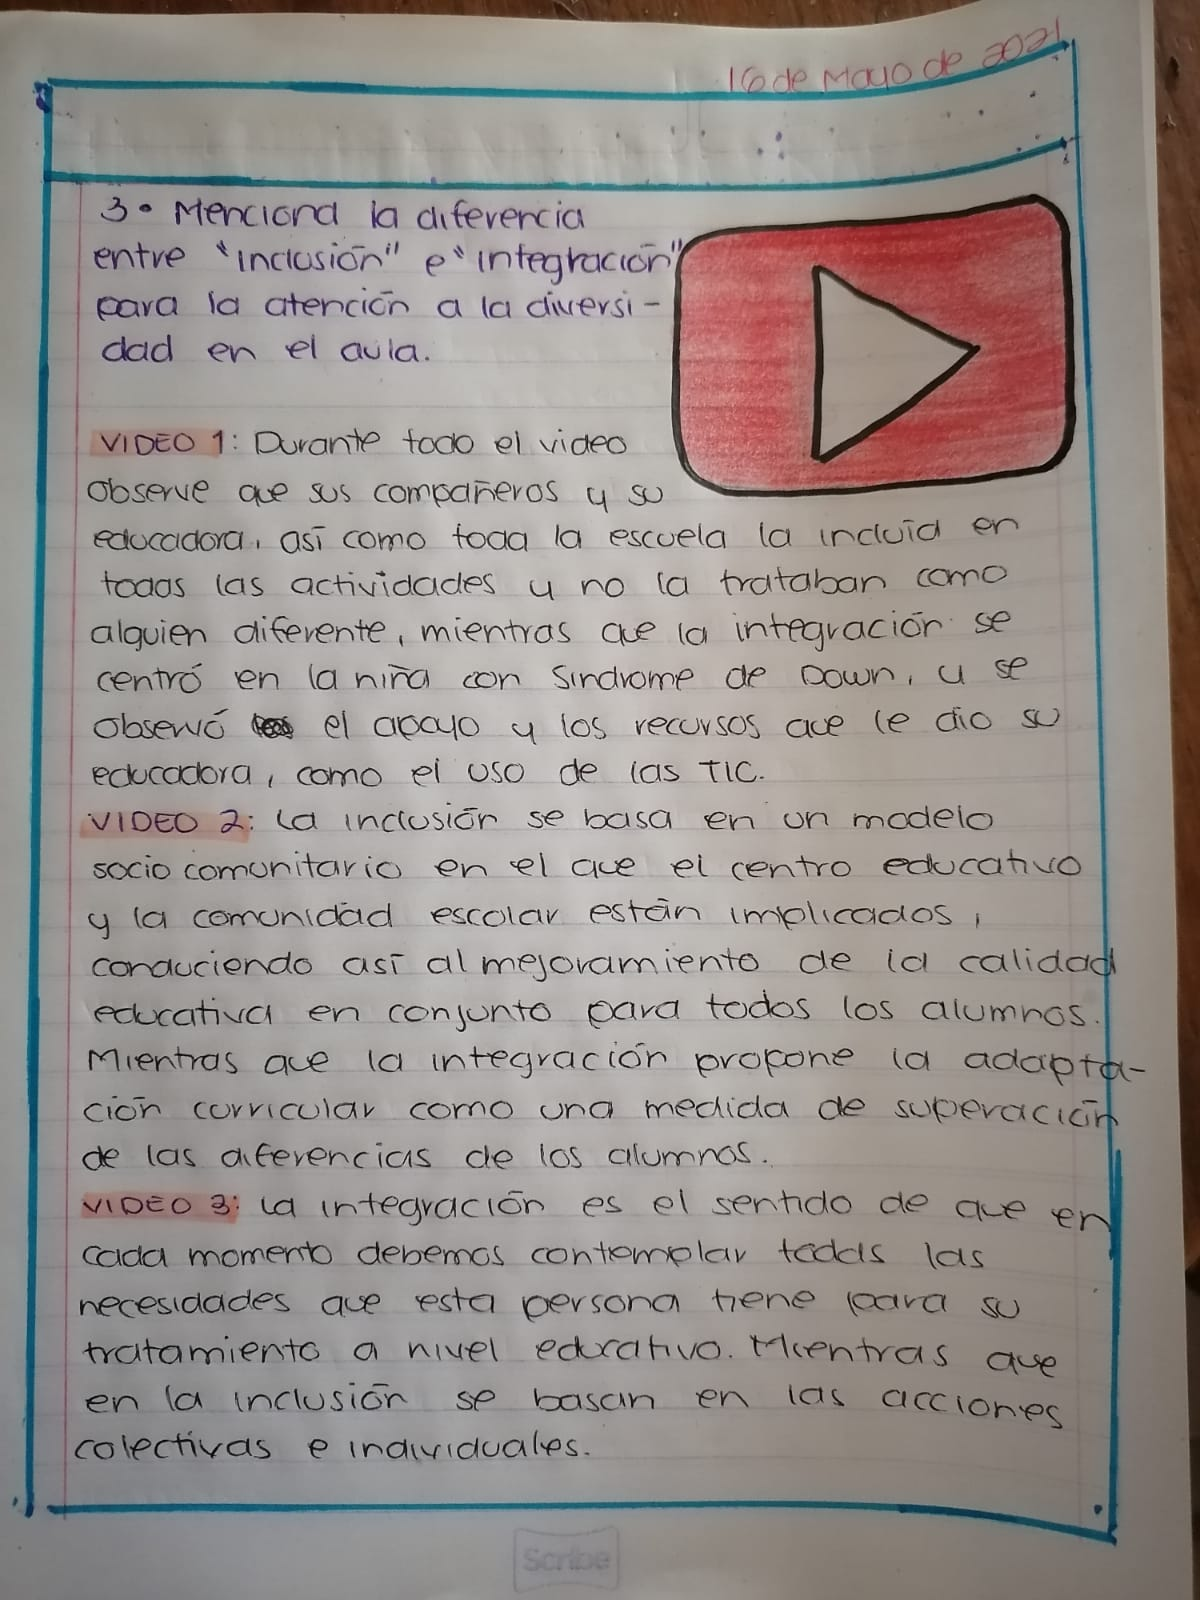 16 de Mayo de 2021
3. Menciona la diferencia
entre "inclusión" e "integración"
para la atención a la diversi-
dad en el aula.
VIDEO 1: Durante todo el video
observe que sus compañeros y su
educadora, así como toda la escuela la incluía en
todas las actividades y no la trataban como
alguien diferente, mientras que la integración se
centró en la niña con Síndrome de Down, y se
observó el apoyo y los recursos que le dio su
educadora, como el uso de las TIC.
VIDEO 2: La inclusión se basa en un modelo
socio comunitario en el que el centro educativo
y la comunidad escolar están implicados,
conduciendo así al mejoramiento de la calidad
educativa en conjunto para todos los alumnos.
Mientras que la integración propone la adapta-
ción curricular como una medida de superación
de las diferencias de los alumnos.
VIDEO 3: La integración es el sentido de que en
cada momento debemos contemplar todas las
necesidades que esta persona tiene para su
tratamiento a nivel educativo. Mientras que
en la inclusión se basan en las acciones
colectivas e individuales.
Scribe